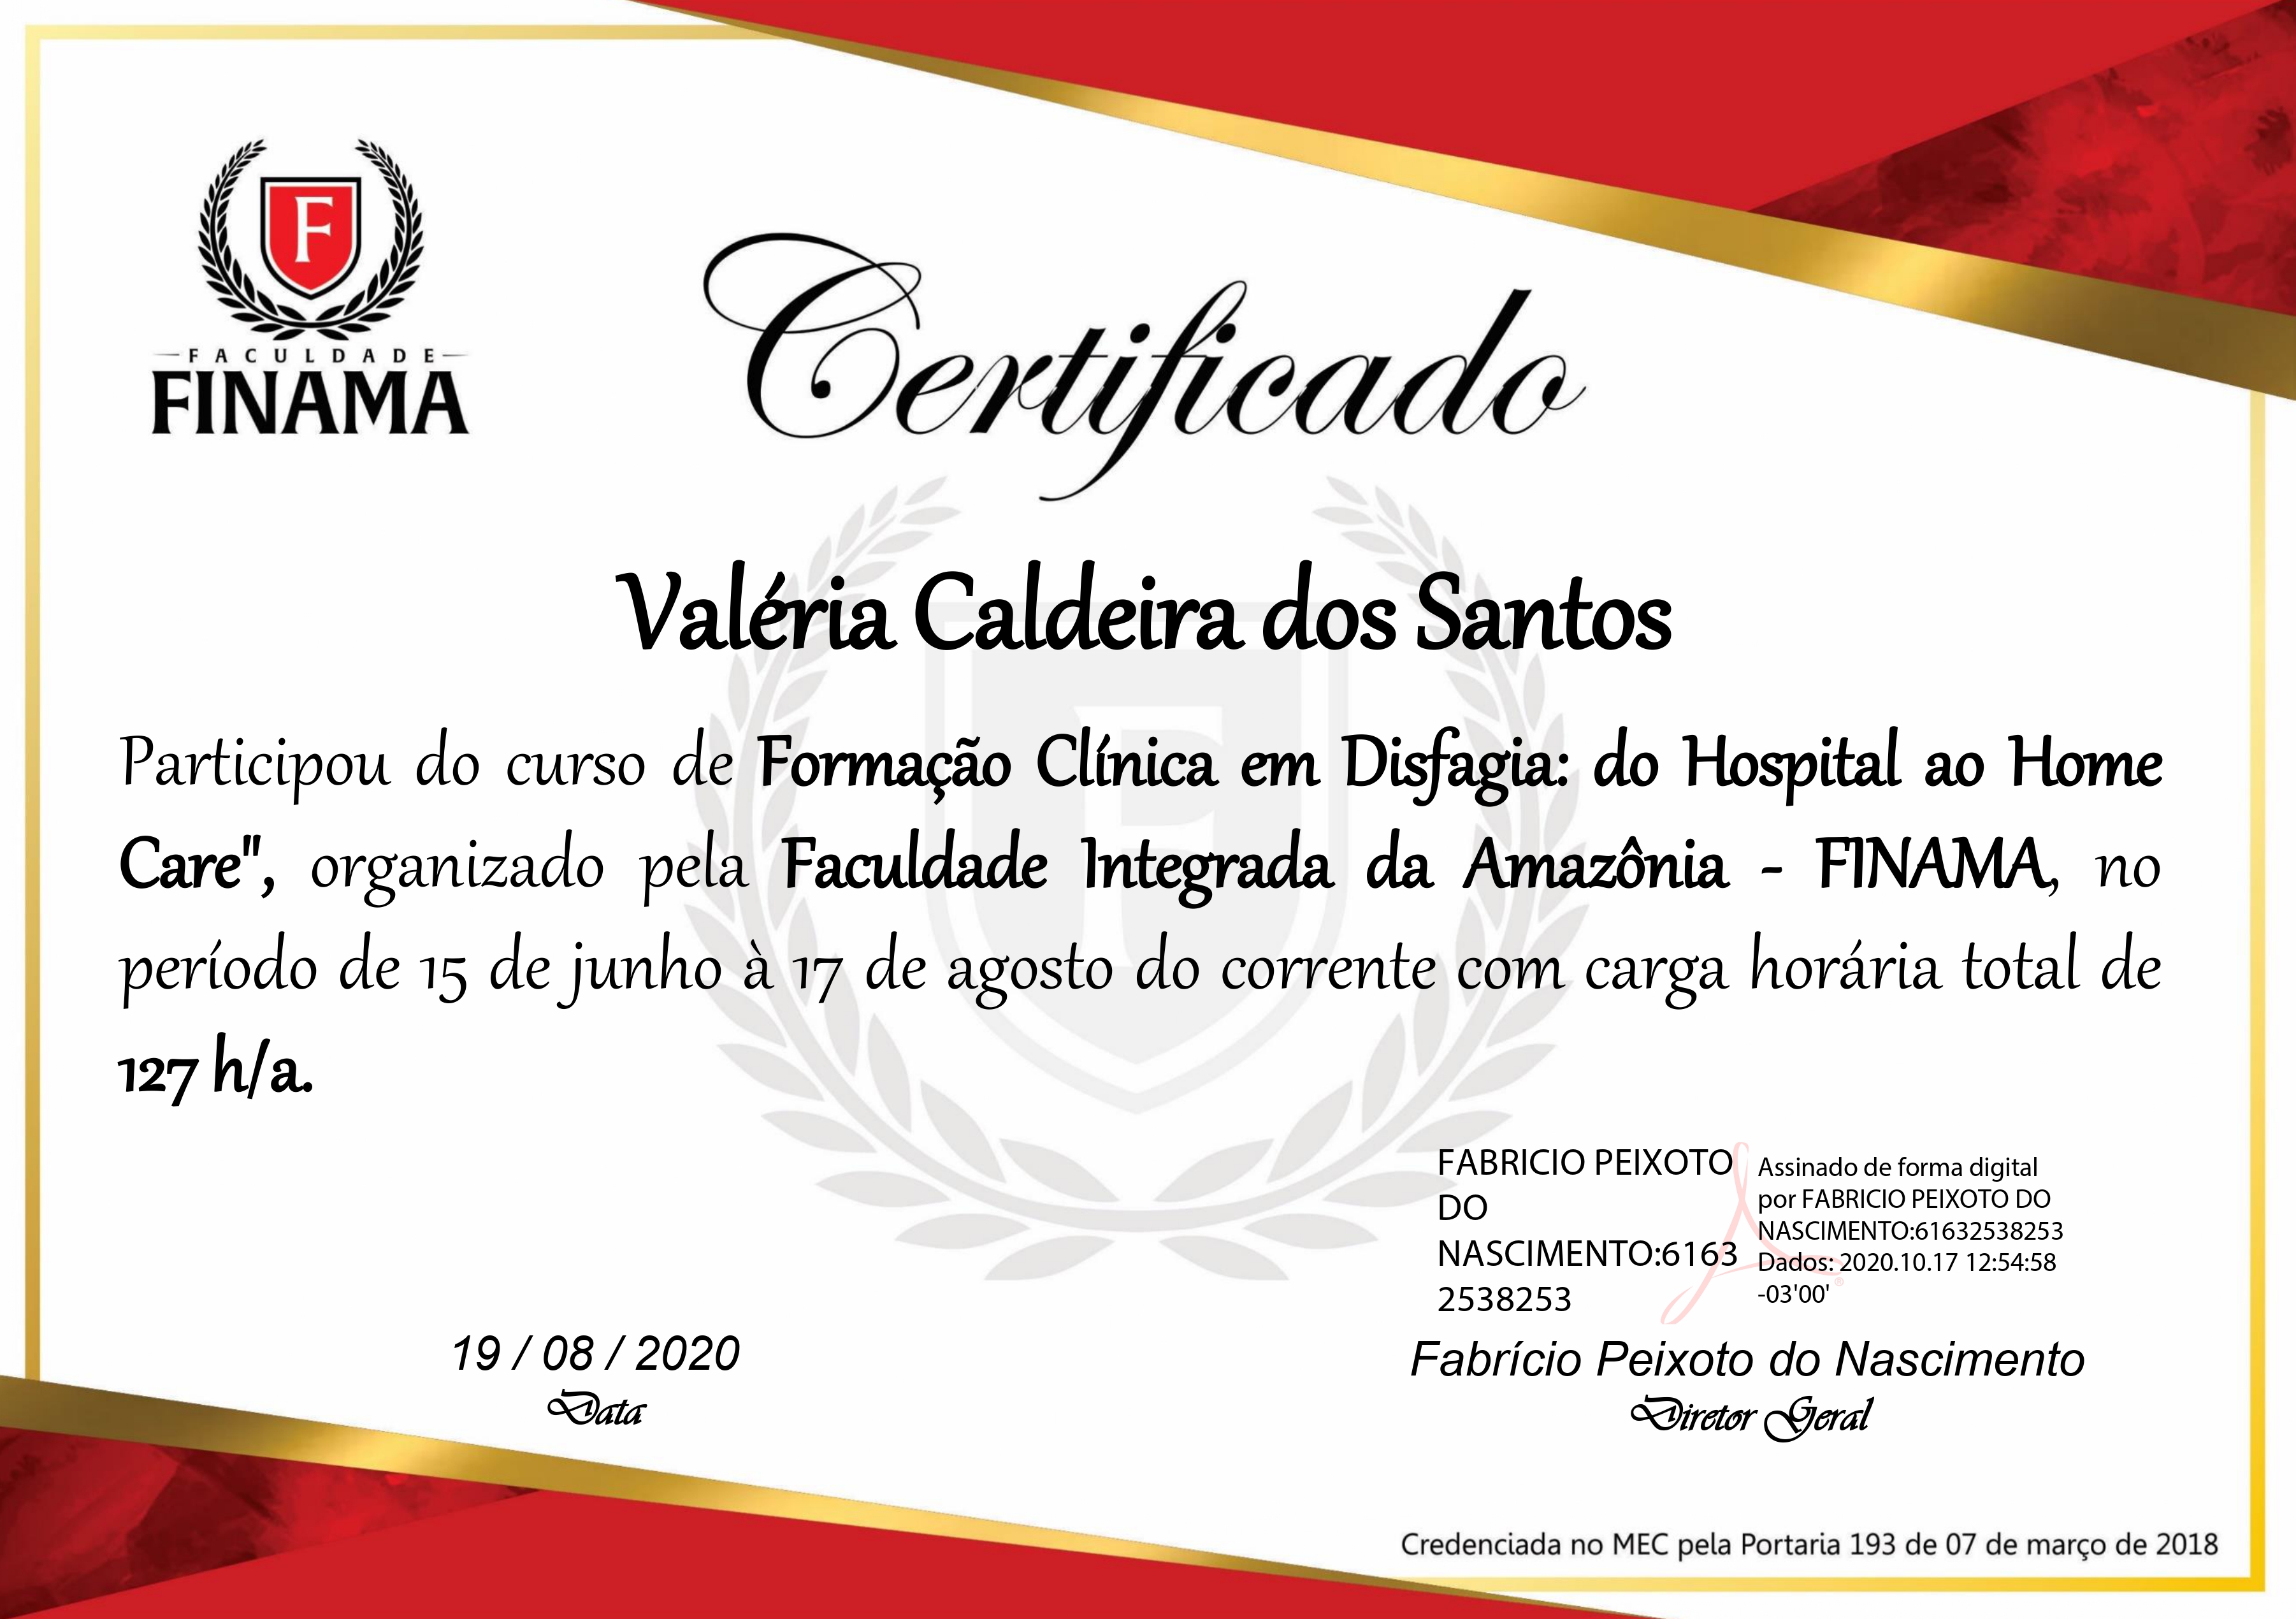 F
FACULDADE
FINAMA
Certificado
Valéria Caldeira dos Santos
Participou do curso de Formação Clínica em Disfagia: do Hospital ao Home
Care", organizado pela Faculdade Integrada da Amazônia - FINAMA, no
período de 15 de junho à 17 de agosto do corrente com carga horária total de
127 h/a.
FABRICIO PEIXOTO
DO
NASCIMENTO:6163
2538253
Assinado de forma digital
por FABRICIO PEIXOTO DO
NASCIMENTO:61632538253
Dados: 2020.10.17 12:54:58
-03'00'
19 / 08 / 2020
Data
Fabrício Peixoto do Nascimento
Diretor Geral
Credenciada no MEC pela Portaria 193 de 07 de março de 2018